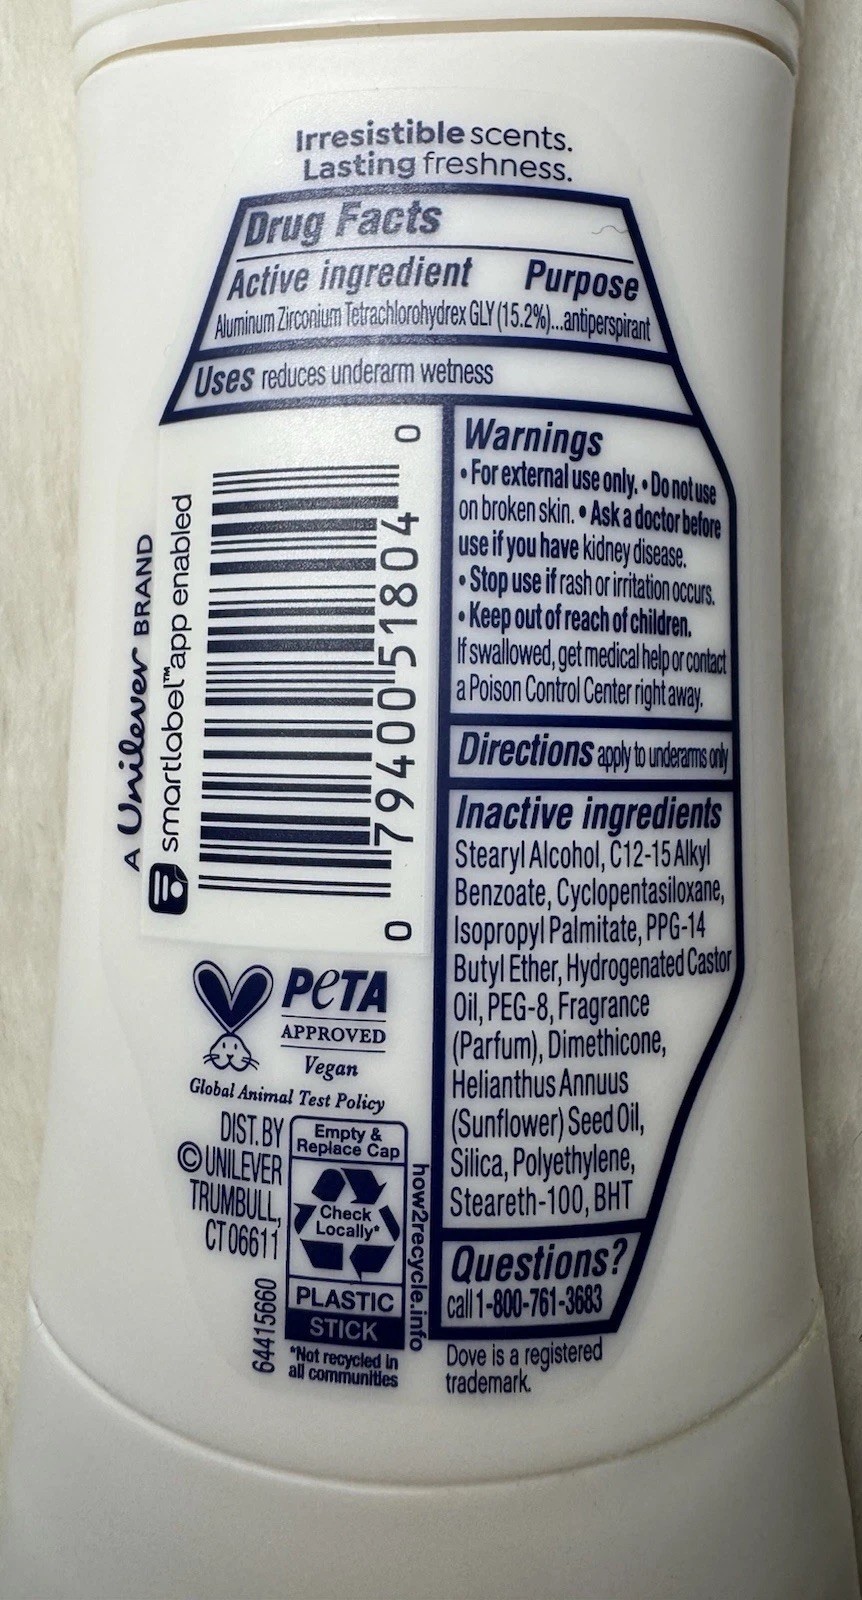 Irresistible scents.
Lasting freshness.
Drug Facts
Active ingredient Purpose
Aluminum Zirconium Tetrachlorohydrex GLY (15.2%)...antiperspirant
Uses reduces underarm wetness
Warnings
• For external use only. • Do not use
on broken skin. • Ask a doctor before
use if you have kidney disease.
• Stop use if rash or irritation occurs.
• Keep out of reach of children.
If swallowed, get medical help or contact
a Poison Control Center right away.
Directions apply to underarms only
Inactive ingredients
Stearyl Alcohol, C12-15 Alkyl
Benzoate, Cyclopentasiloxane,
Isopropyl Palmitate, PPG-14
Butyl Ether, Hydrogenated Castor
Oil, PEG-8, Fragrance
(Parfum), Dimethicone,
Helianthus Annuus
(Sunflower) Seed Oil,
Silica, Polyethylene,
Steareth-100, BHT
Questions?
call 1-800-761-3683
Dove is a registered
trademark.
A Unilever BRAND
smartlabel™ app enabled
0 79400 51804 0
PETA
APPROVED
Vegan
Global Animal Test Policy
DIST. BY
© UNILEVER
TRUMBULL,
CT 06611
64415660
Empty &
Replace Cap
Check
Locally*
PLASTIC
STICK
*Not recycled in
all communities
how2recycle.info